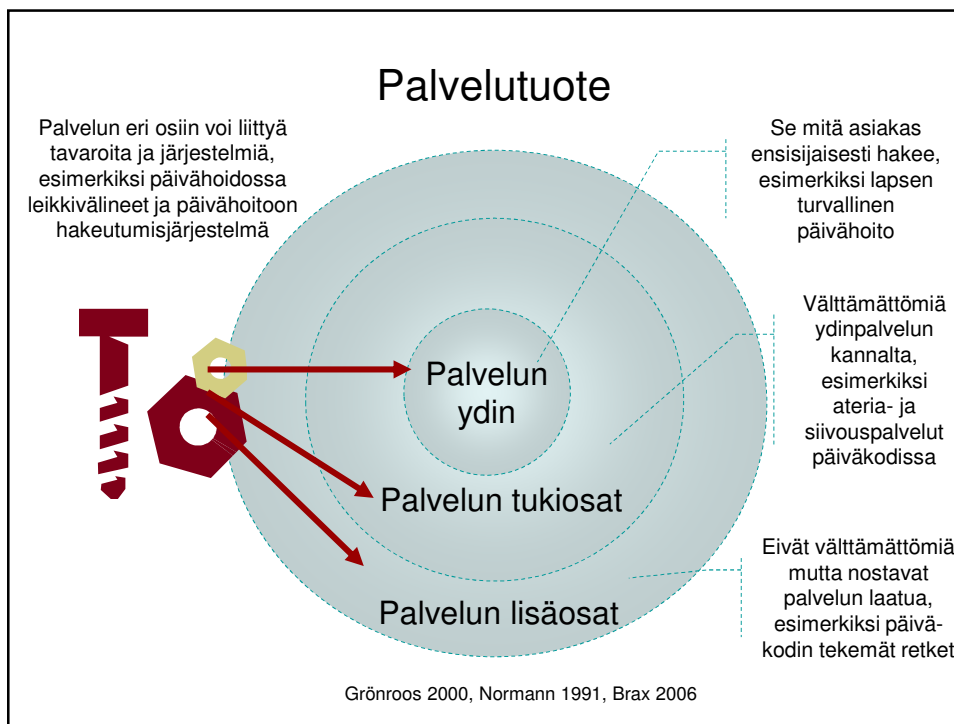 Palvelutuote
Palvelun eri osiin voi liittyä
tavaroita ja järjestelmiä,
esimerkiksi päivähoidossa
leikkivälineet ja päivähoitoon
hakeutumisjärjestelmä
Se mitä asiakas
ensisijaisesti hakee,
esimerkiksi lapsen
turvallinen
päivähoito
Palvelun
ydin
Välttämättömiä
ydinpalvelun
kannalta,
esimerkiksi
ateria- ja
siivouspalvelut
päiväkodissa
Palvelun tukiosat
Palvelun lisäosat
Eivät välttämättömiä
mutta nostavat
palvelun laatua,
esimerkiksi päivä-
kodin tekemät retket
Grönroos 2000, Normann 1991, Brax 2006